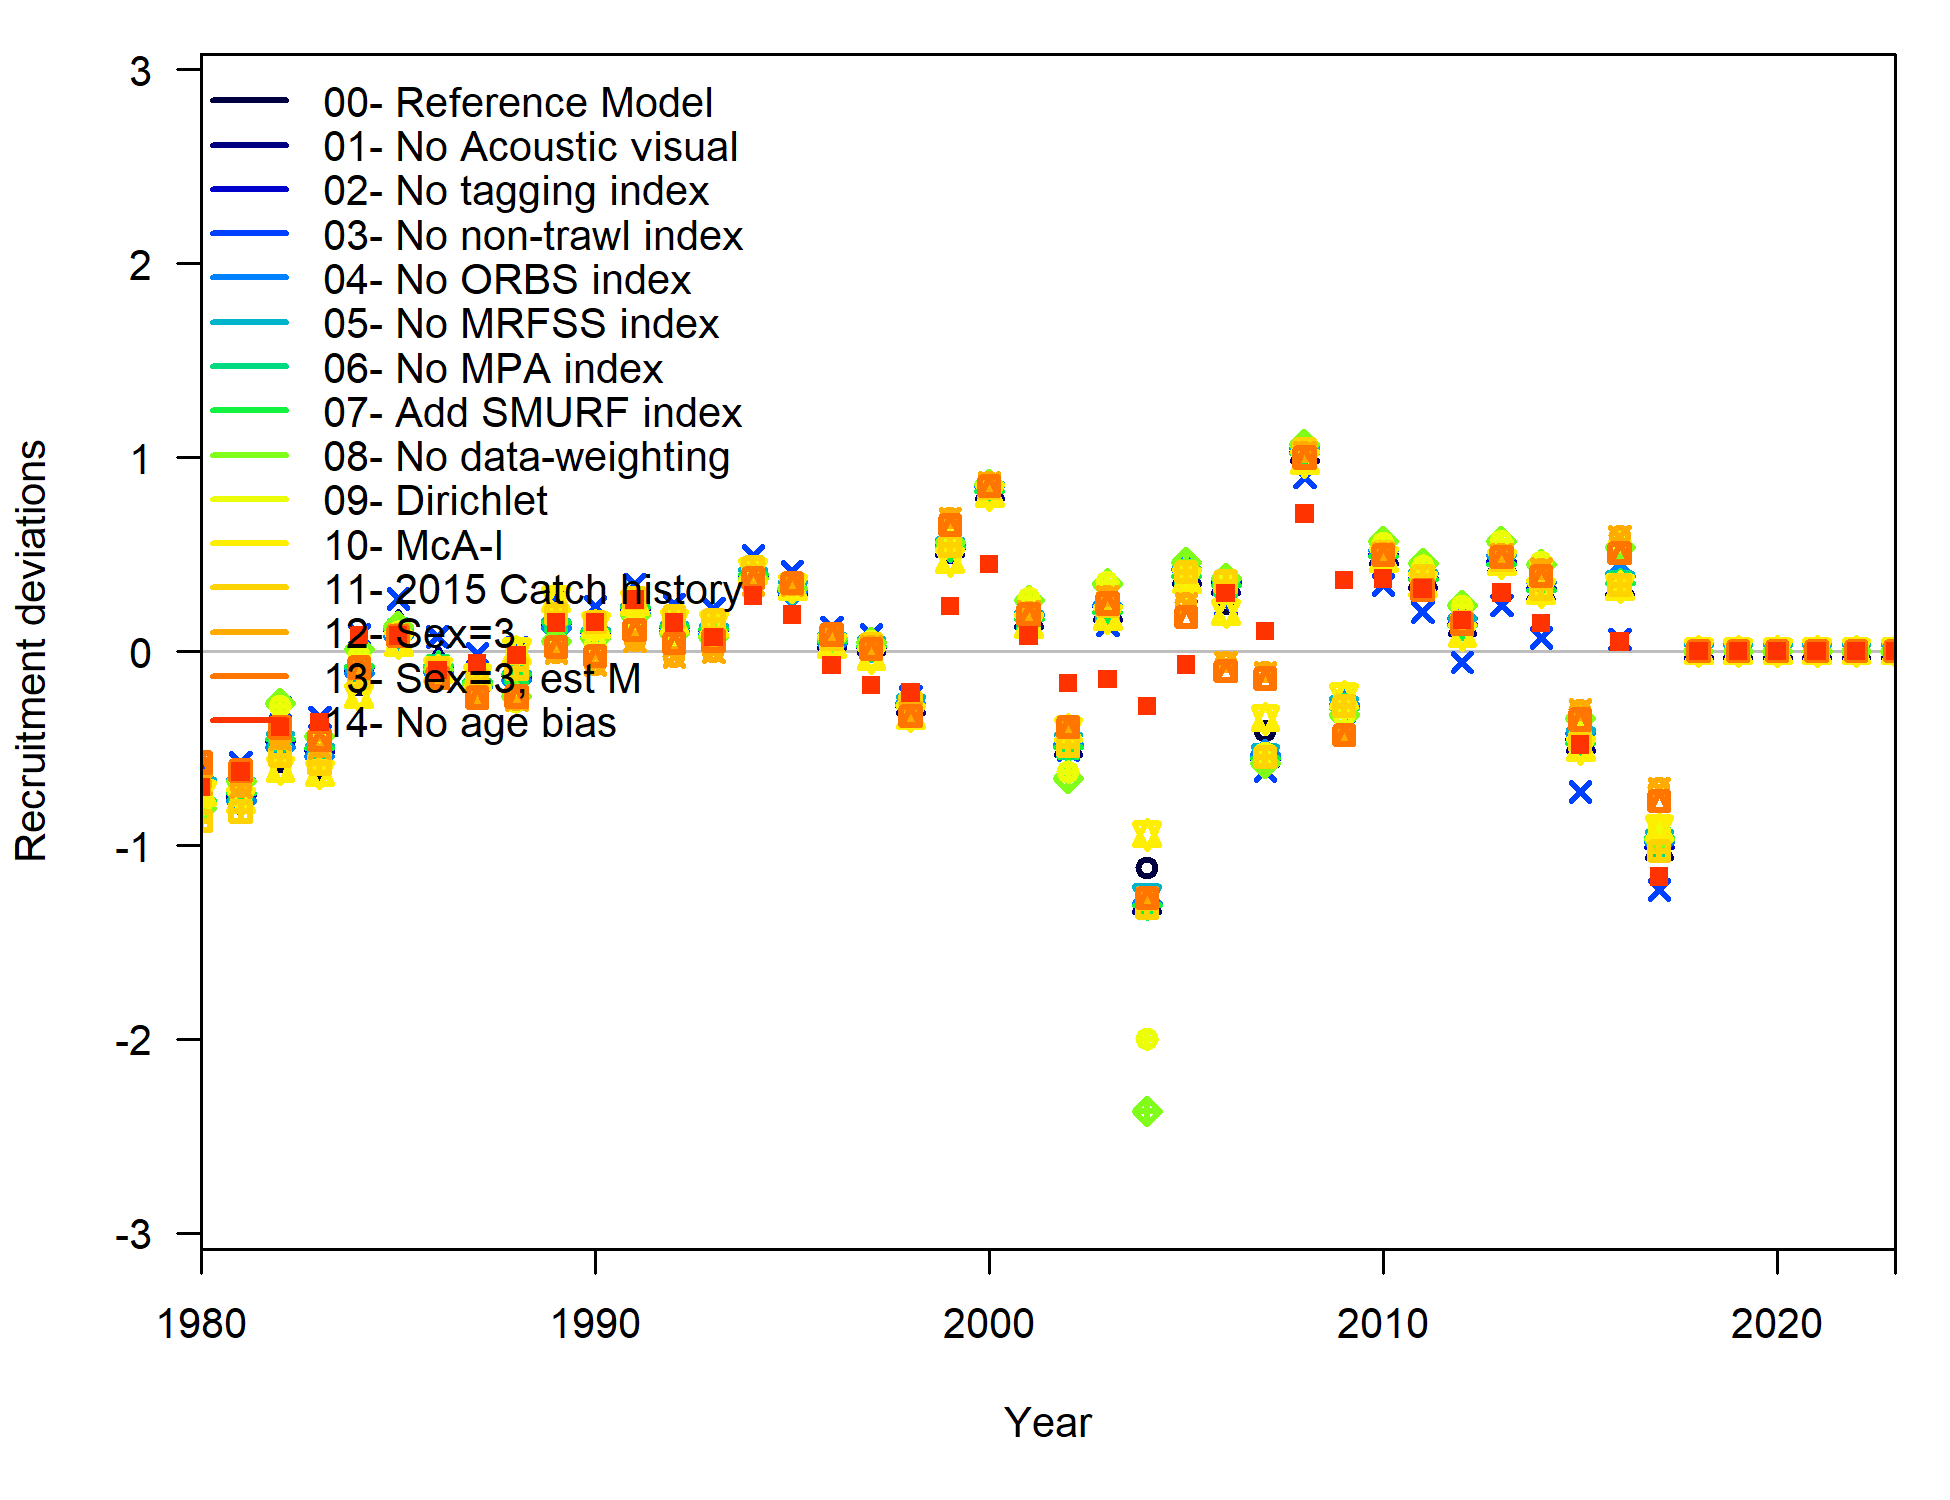 3
2
1
0
-1
-2
-3
Recruitment deviations
00- Reference Model
01- No Acoustic visual
02- No tagging index
03- No non-trawl index
04- No ORBS index
05- No MRFSS index
06- No MPA index
07- Add SMURF index
08- No data-weighting
09- Dirichlet
10- McA-I
11- 2015 Catch history
12- Sex=3
13- Sex=3, est M
14- No age bias
1980 1990 2000 2010 2020
Year